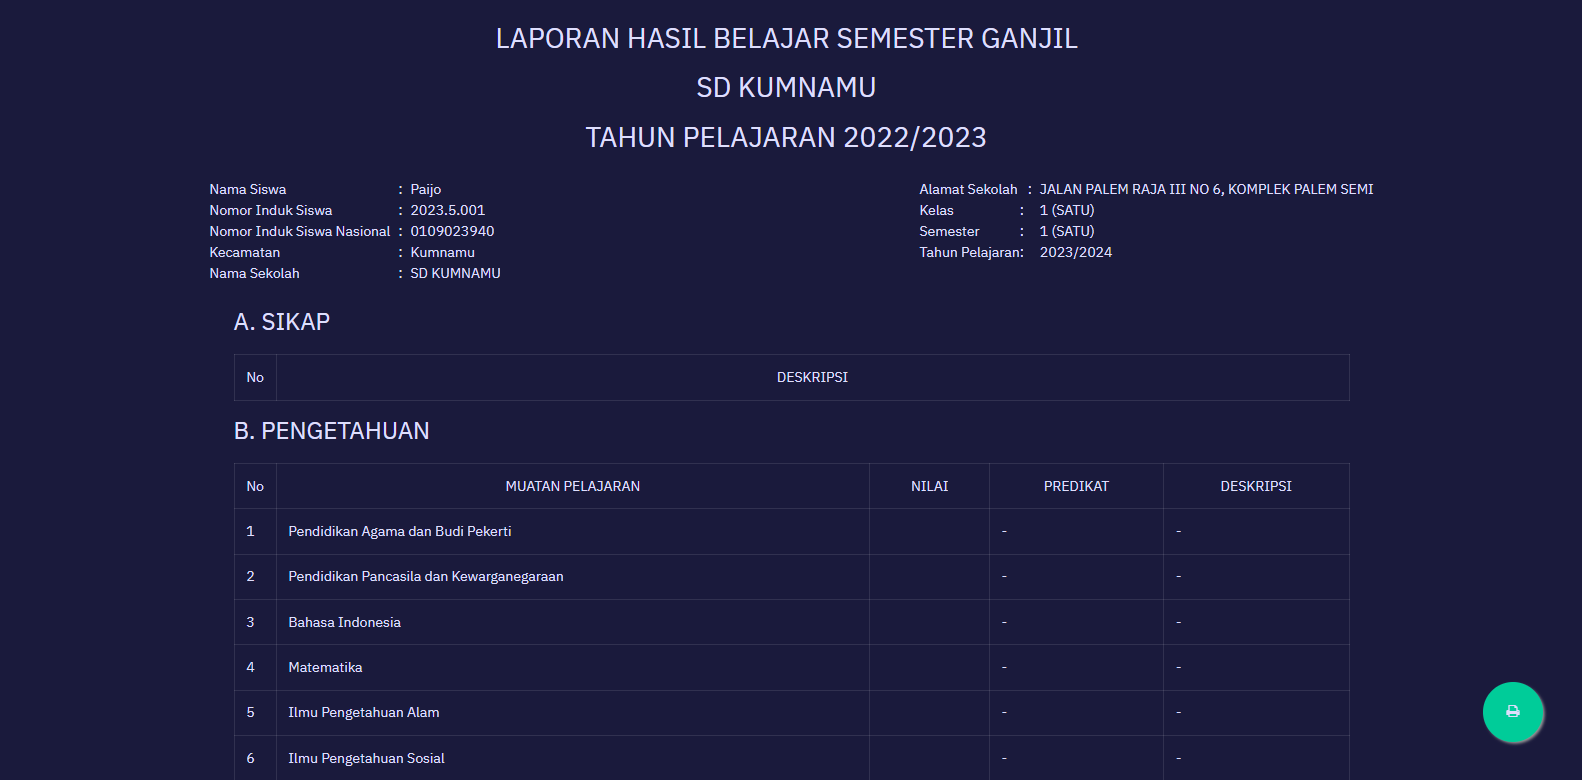 LAPORAN HASIL BELAJAR SEMESTER GANJIL
SD KUMNAMU
TAHUN PELAJARAN 2022/2023
Nama Siswa : Paijo
Nomor Induk Siswa : 2023.5.001
Nomor Induk Siswa Nasional : 0109023940
Kecamatan : Kumnamu
Nama Sekolah : SD KUMNAMU
Alamat Sekolah : JALAN PALEM RAJA III NO 6, KOMPLEK PALEM SEMI
Kelas : 1 (SATU)
Semester : 1 (SATU)
Tahun Pelajaran: 2023/2024
A. SIKAP
No DESKRIPSI
B. PENGETAHUAN
No MUATAN PELAJARAN NILAI PREDIKAT DESKRIPSI
1 Pendidikan Agama dan Budi Pekerti - -
2 Pendidikan Pancasila dan Kewarganegaraan - -
3 Bahasa Indonesia - -
4 Matematika - -
5 Ilmu Pengetahuan Alam - -
6 Ilmu Pengetahuan Sosial - -